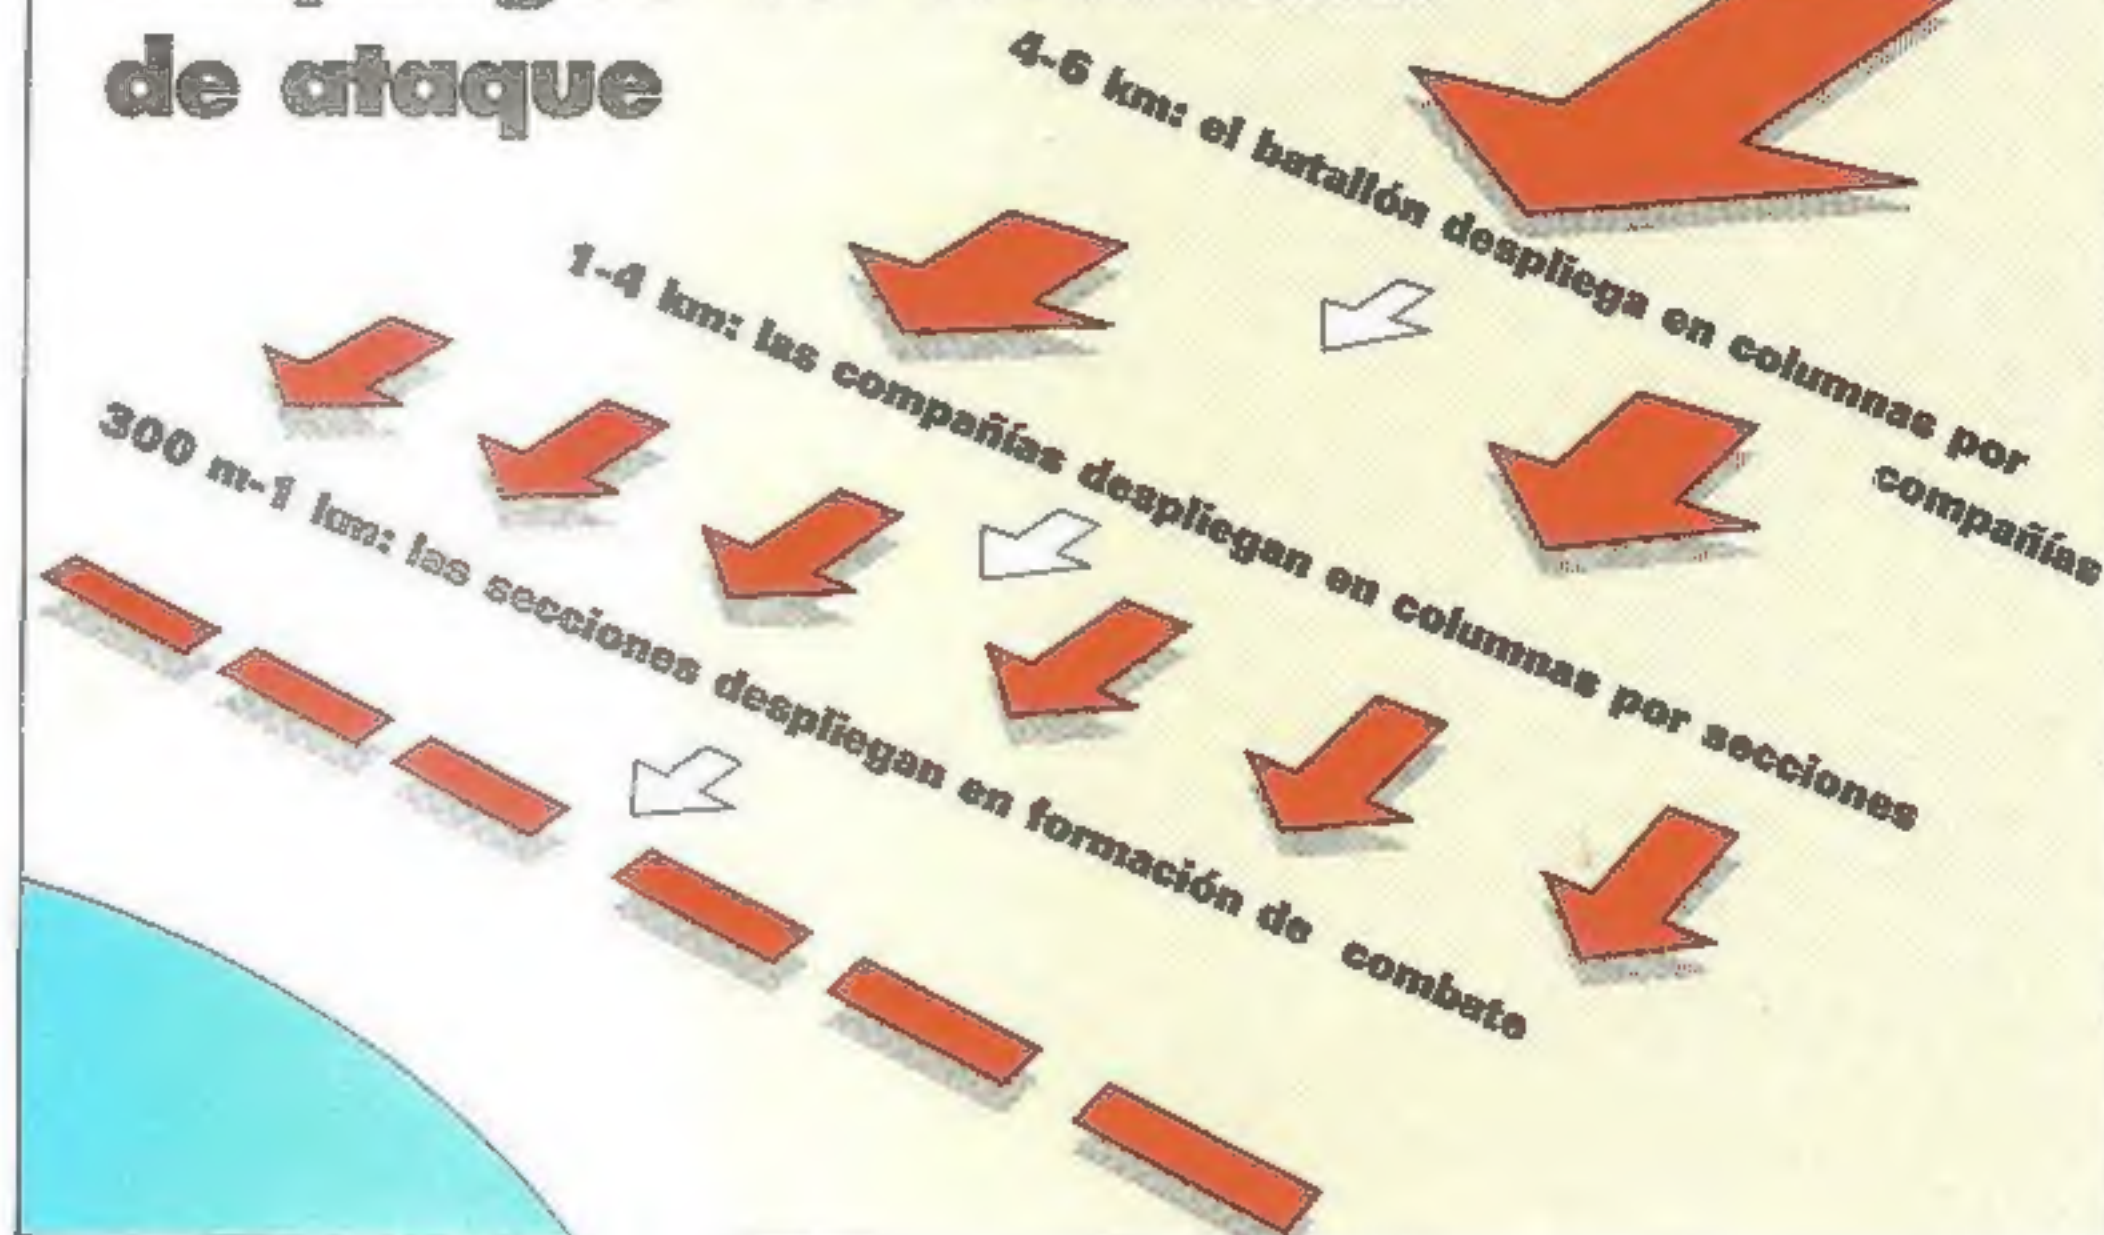 de ataque
4-6 km: el batallón despliega en columnas por
compañías
1-4 km: las compañías despliegan en columnas por secciones
300 m-1 km: las secciones despliegan en formación de combate